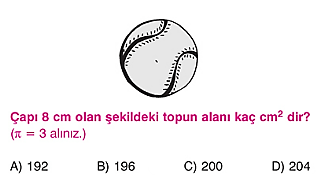 Çapı 8 cm olan şekildeki topun alanı kaç cm² dir?
(π = 3 alınız.)
A) 192 B) 196 C) 200 D) 204